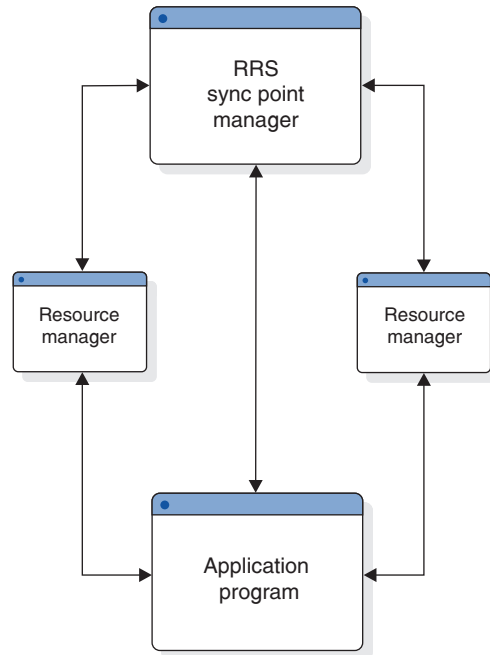 RRS
sync point
manager
Resource
manager
Resource
manager
Application
program